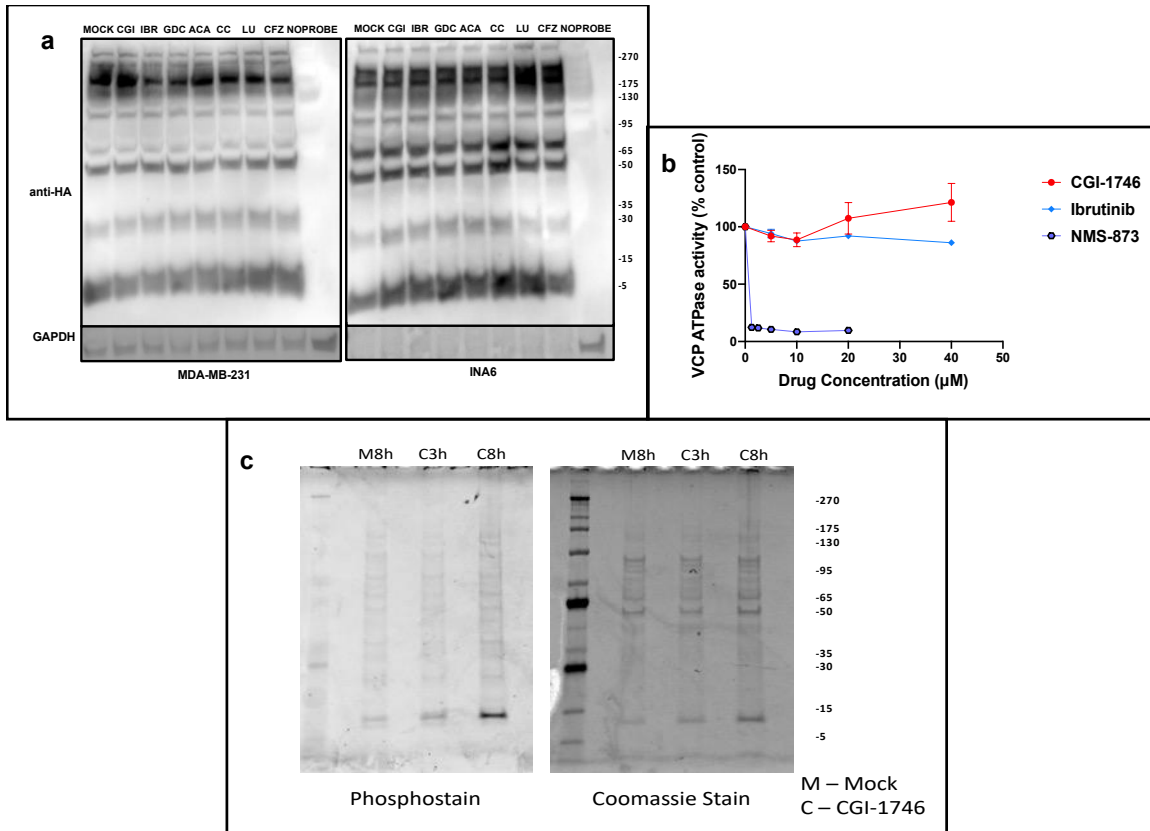 a
MOCK CGI IBR GDC ACA CC LU CFZ NOPROBE
MOCK CGI IBR GDC ACA CC LU CFZ NOPROBE
-270
-175
-130
-95
-65
-50
-35
-30
-15
-5
anti-HA
GAPDH
MDA-MB-231
INA6
b
VCP ATPase activity (% control)
150
100
50
0
0 10 20 30 40 50
Drug Concentration (µM)
CGI-1746
Ibrutinib
NMS-873
c
M8h C3h C8h
M8h C3h C8h
-270
-175
-130
-95
-65
-50
-35
-30
-15
-5
Phosphostain
Coomassie Stain
M – Mock
C – CGI-1746